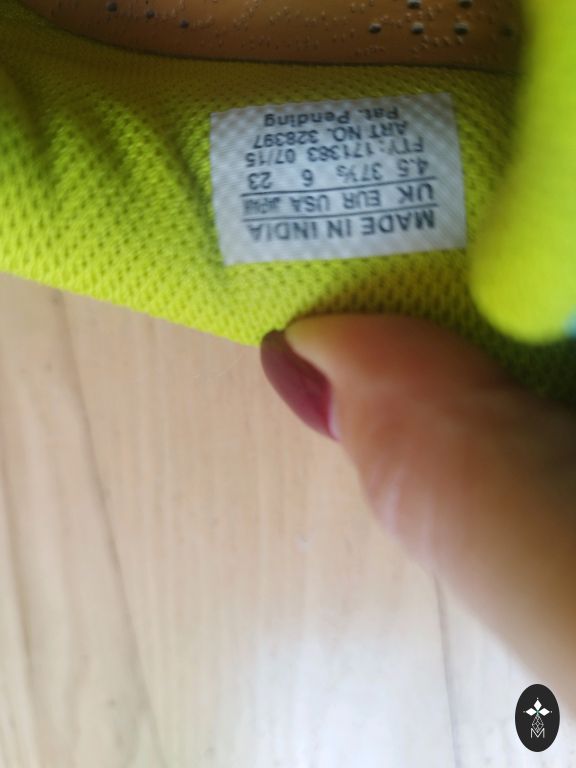 MADE IN INDIA
UK EUR USA JAPAN
4.5 37½ 6 23
FTY: 171383 07/15
ART NO. 328397
Pat. Pending
M